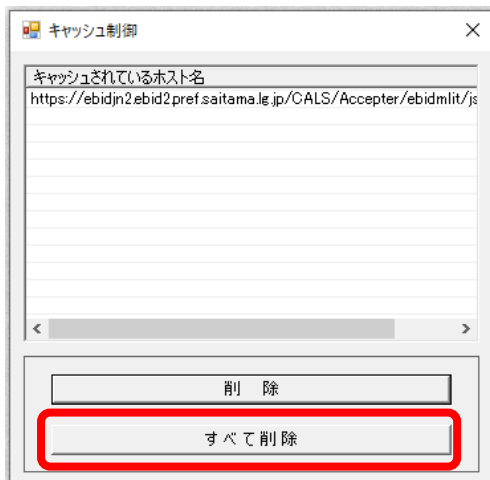 キャッシュ制御
キャッシュされているホスト名
https://ebidjn2.ebid2.pref.saitama.lg.jp/CALS/Accepter/ebidmlit/js
削 除
すべて削除